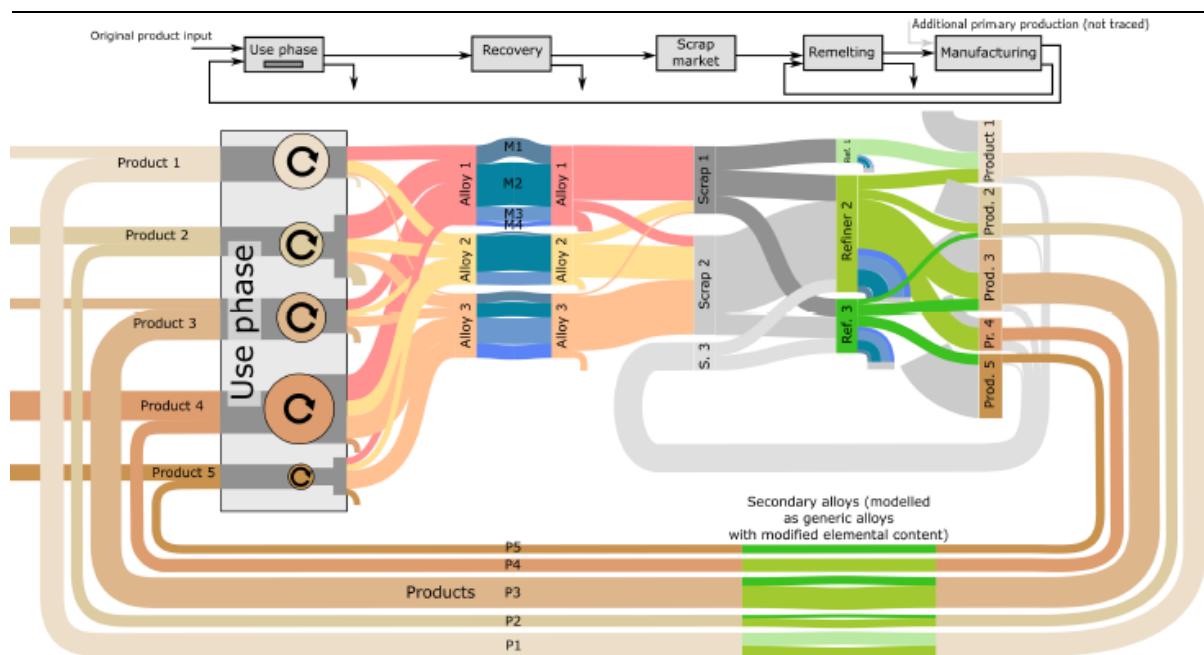 Additional primary production (not traced)
Original product input
Use phase
Recovery
Scrap
market
Remelting
Manufacturing
Product 1
Product 2
Product 3
Product 4
Product 5
Use phase
Alloy 1
Alloy 2
Alloy 3
M1
M2
M3
M4
Alloy 1
Alloy 2
Alloy 3
Scrap 1
Scrap 2
S. 3
Ref. 1
Refiner 2
Ref. 3
Product 1
Prod. 2
Prod. 3
Pr. 4
Prod. 5
Secondary alloys (modelled
as generic alloys
with modified elemental content)
P5
P4
Products P3
P2
P1